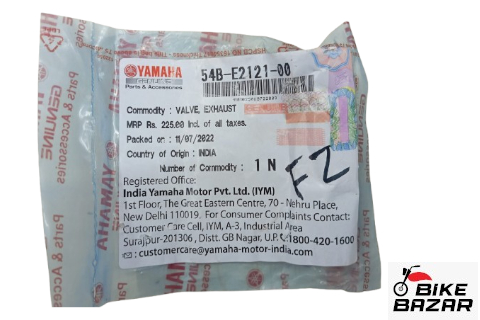 YAMAHA
GENUINE
Parts & Accessories
54B-E2121-00
Commodity : VALVE, EXHAUST
MRP Rs. 225.00 Incl. of all taxes.
Packed on : 11/07/2022
Country of Origin : INDIA
Number of Commodity : 1 N
FZ
Registered Office:
India Yamaha Motor Pvt. Ltd. (IYM)
1st Floor, The Great Eastern Centre, 70 - Nehru Place,
New Delhi 110019. For Consumer Complaints Contact:
Customer Care Cell, IYM, A-3, Industrial Area
Surajpur-201306, Distt. GB Nagar, U.P. 1800-420-1600
: customercare@yamaha-motor-india.com
YAMAHA
GENUINE
Parts & Accessories
BIKE
BAZAR